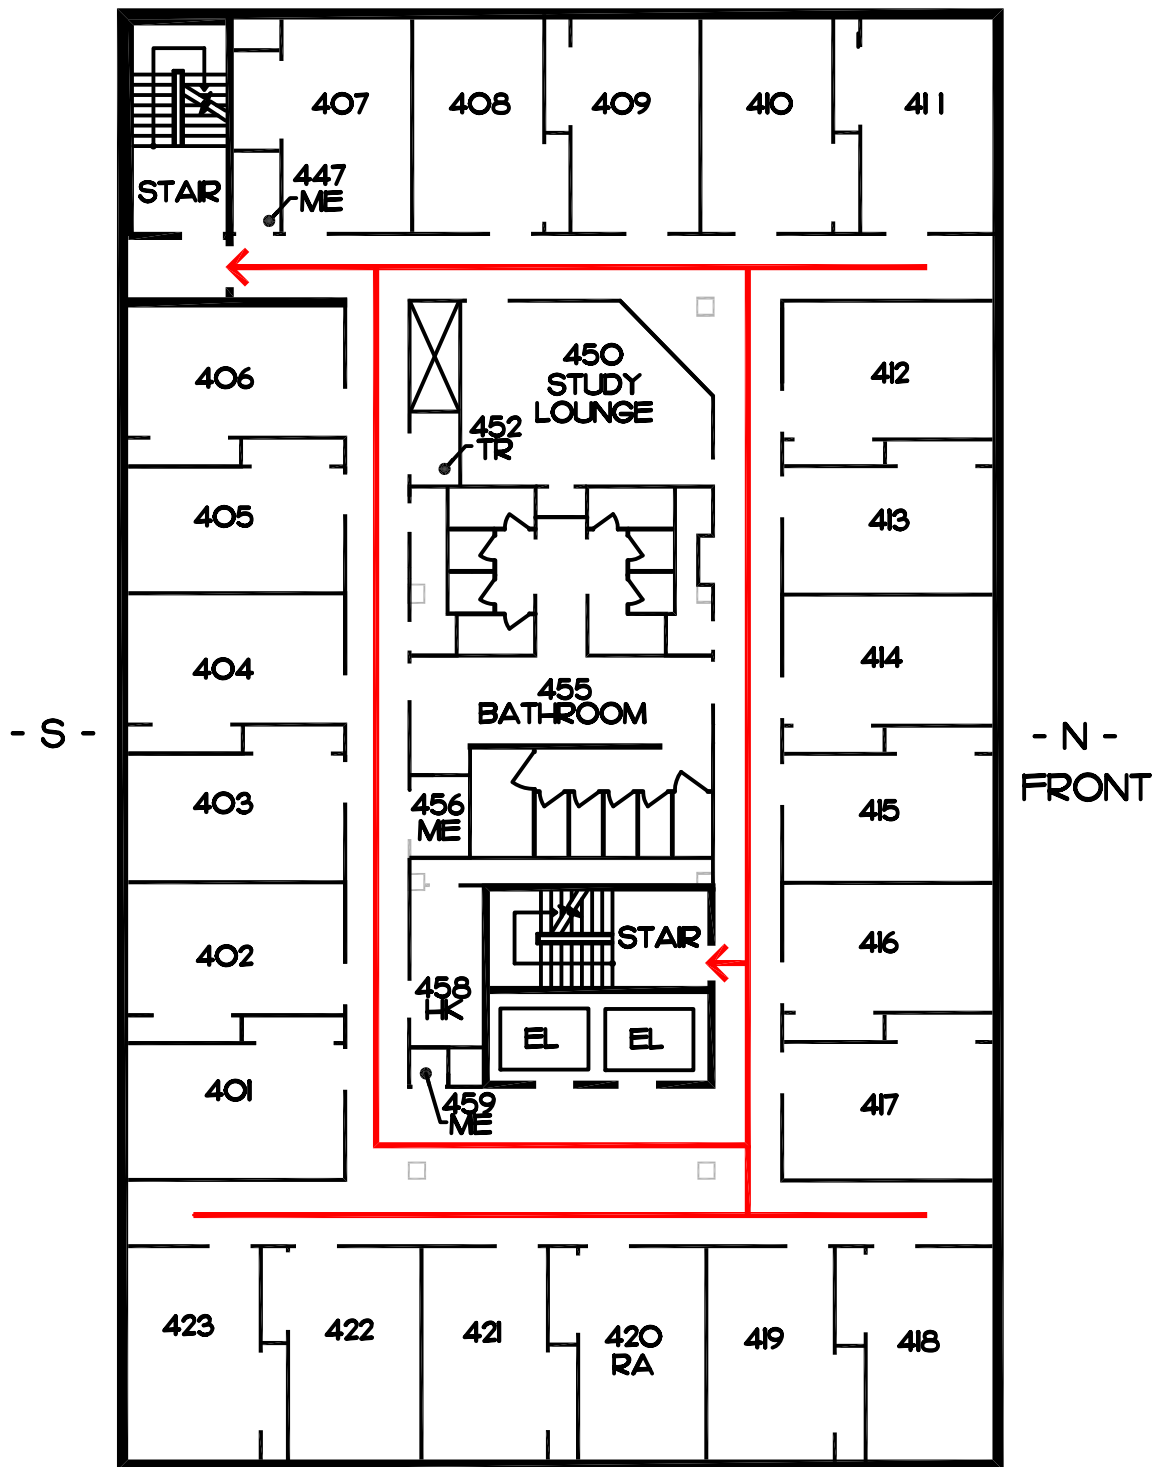 407
408
409
410
411
447
ME
STAIR
450
STUDY
LOUNGE
406
412
452
TR
405
413
404
414
455
BATHROOM
- S -
- N -
FRONT
403
456
ME
415
402
STAIR
416
458
HK
EL
EL
401
459
ME
417
423
422
421
420
RA
419
418